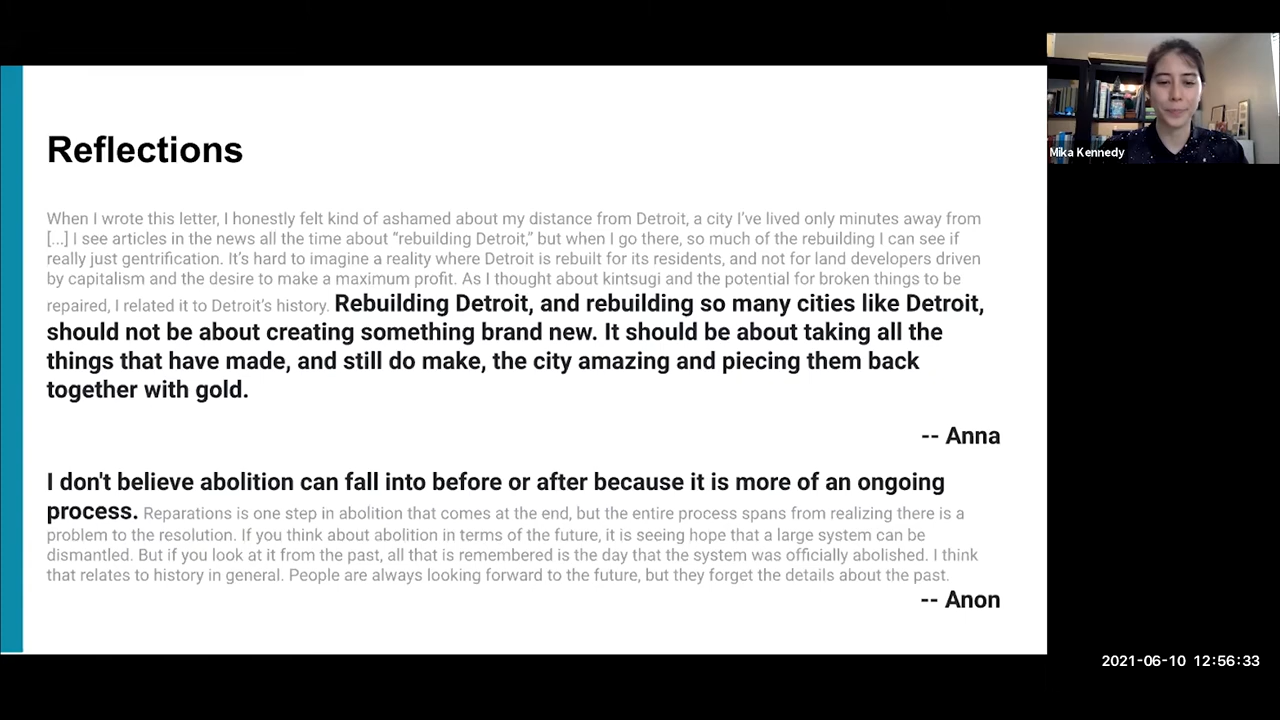 Reflections
When I wrote this letter, I honestly felt kind of ashamed about my distance from Detroit, a city I've lived only minutes away from
[...] I see articles in the news all the time about “rebuilding Detroit,” but when I go there, so much of the rebuilding I can see if
really just gentrification. It's hard to imagine a reality where Detroit is rebuilt for its residents, and not for land developers driven
by capitalism and the desire to make a maximum profit. As I thought about kintsugi and the potential for broken things to be
repaired, I related it to Detroit's history. Rebuilding Detroit, and rebuilding so many cities like Detroit,
should not be about creating something brand new. It should be about taking all the
things that have made, and still do make, the city amazing and piecing them back
together with gold.
-- Anna
I don't believe abolition can fall into before or after because it is more of an ongoing
process. Reparations is one step in abolition that comes at the end, but the entire process spans from realizing there is a
problem to the resolution. If you think about abolition in terms of the future, it is seeing hope that a large system can be
dismantled. But if you look at it from the past, all that is remembered is the day that the system was officially abolished. I think
that relates to history in general. People are always looking forward to the future, but they forget the details about the past.
-- Anon
Mika Kennedy
2021-06-10 12:56:33